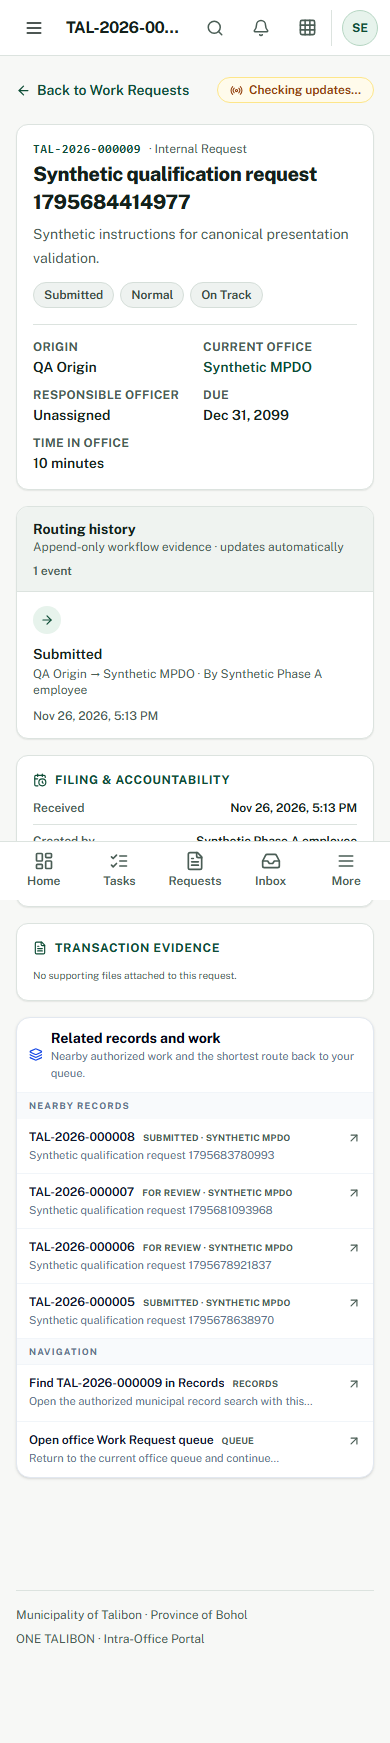 TAL-2026-00...
SE
Back to Work Requests
Checking updates...
TAL-2026-000009 · Internal Request
Synthetic qualification request
1795684414977
Synthetic instructions for canonical presentation
validation.
Submitted
Normal
On Track
ORIGIN
CURRENT OFFICE
QA Origin
Synthetic MPDO
RESPONSIBLE OFFICER
DUE
Unassigned
Dec 31, 2099
TIME IN OFFICE
10 minutes
Routing history
Append-only workflow evidence · updates automatically
1 event
Submitted
QA Origin → Synthetic MPDO · By Synthetic Phase A
employee
Nov 26, 2026, 5:13 PM
FILING & ACCOUNTABILITY
Received
Nov 26, 2026, 5:13 PM
Created by
Synthetic Phase A employee
Home
Tasks
Requests
Inbox
More
TRANSACTION EVIDENCE
No supporting files attached to this request.
Related records and work
Nearby authorized work and the shortest route back to your
queue.
NEARBY RECORDS
TAL-2026-000008 SUBMITTED · SYNTHETIC MPDO
Synthetic qualification request 1795683780993
TAL-2026-000007 FOR REVIEW · SYNTHETIC MPDO
Synthetic qualification request 1795681093968
TAL-2026-000006 FOR REVIEW · SYNTHETIC MPDO
Synthetic qualification request 1795678921837
TAL-2026-000005 SUBMITTED · SYNTHETIC MPDO
Synthetic qualification request 1795678638970
NAVIGATION
Find TAL-2026-000009 in Records RECORDS
Open the authorized municipal record search with this...
Open office Work Request queue QUEUE
Return to the current office queue and continue...
Municipality of Talibon · Province of Bohol
ONE TALIBON · Intra-Office Portal